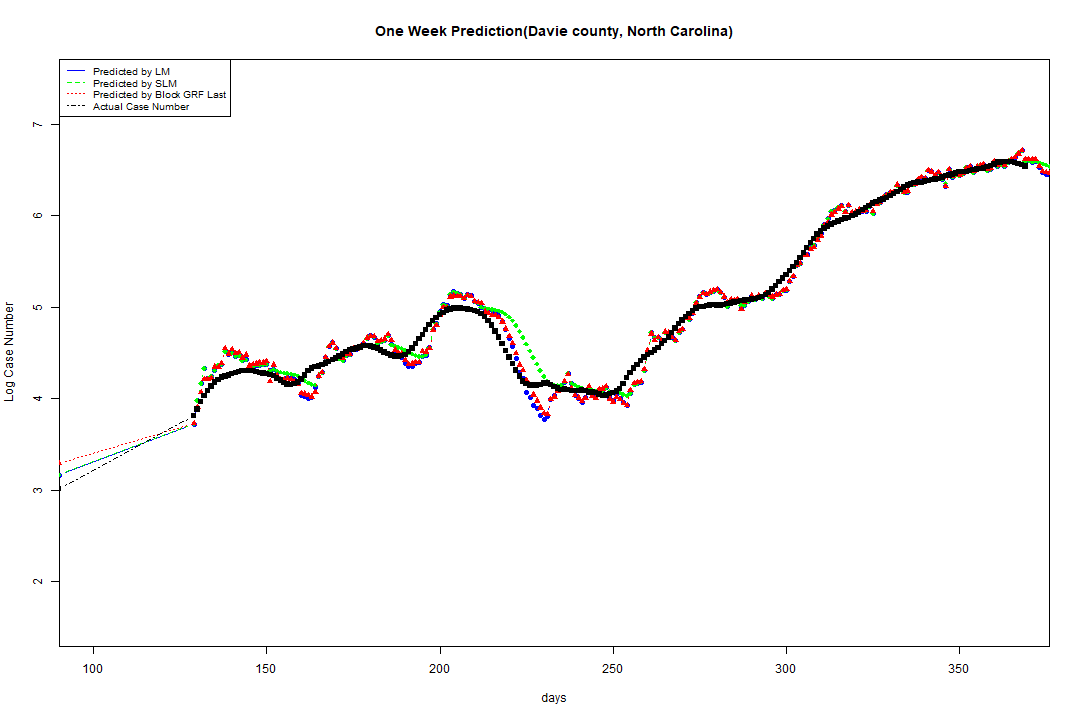 One Week Prediction(Davie county, North Carolina)
Predicted by LM
Predicted by SLM
Predicted by Block GRF Last
Actual Case Number
Log Case Number
7
6
5
4
3
2
100 150 200 250 300 350
days